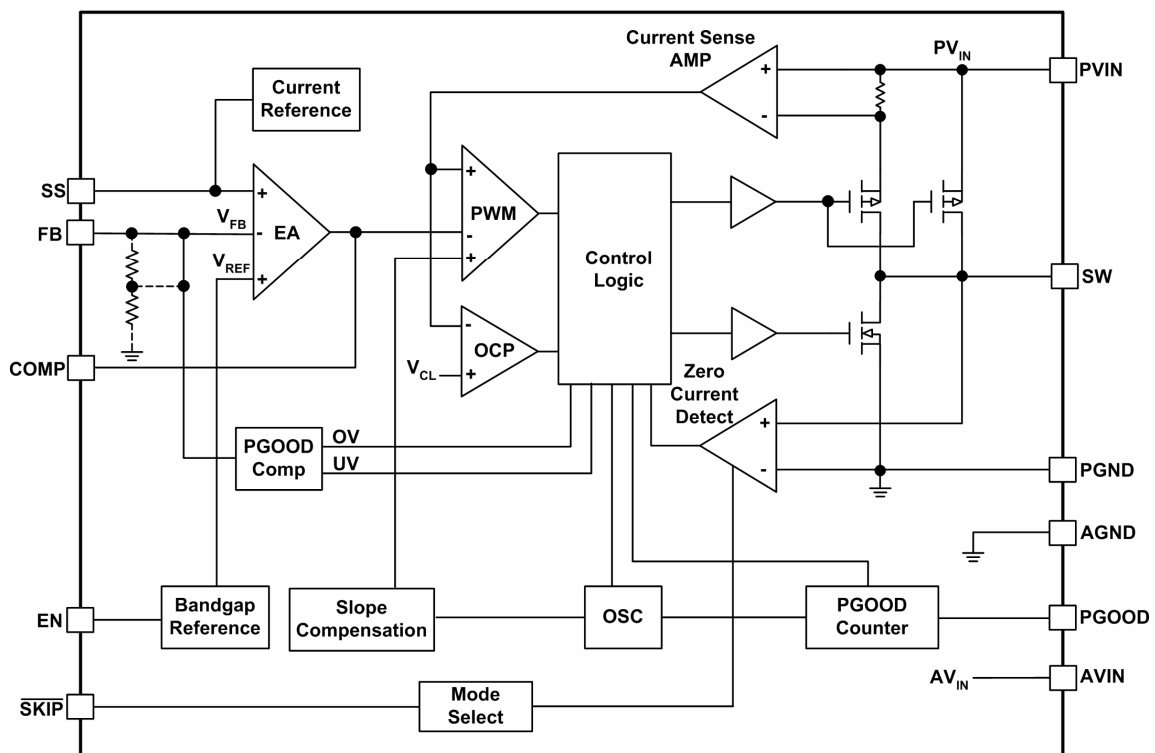 Current Sense
AMP
PV_IN
PVIN
+
-
Current
Reference
SS
+
V_FB
FB
-
EA
V_REF
+
+
PWM
-
+
Control
Logic
SW
COMP
-
OCP
V_CL
+
Zero
Current
Detect
+
-
PGOOD
Comp
OV
UV
PGND
AGND
EN
Bandgap
Reference
Slope
Compensation
OSC
PGOOD
Counter
PGOOD
AV_IN
AVIN
SKIP
Mode
Select